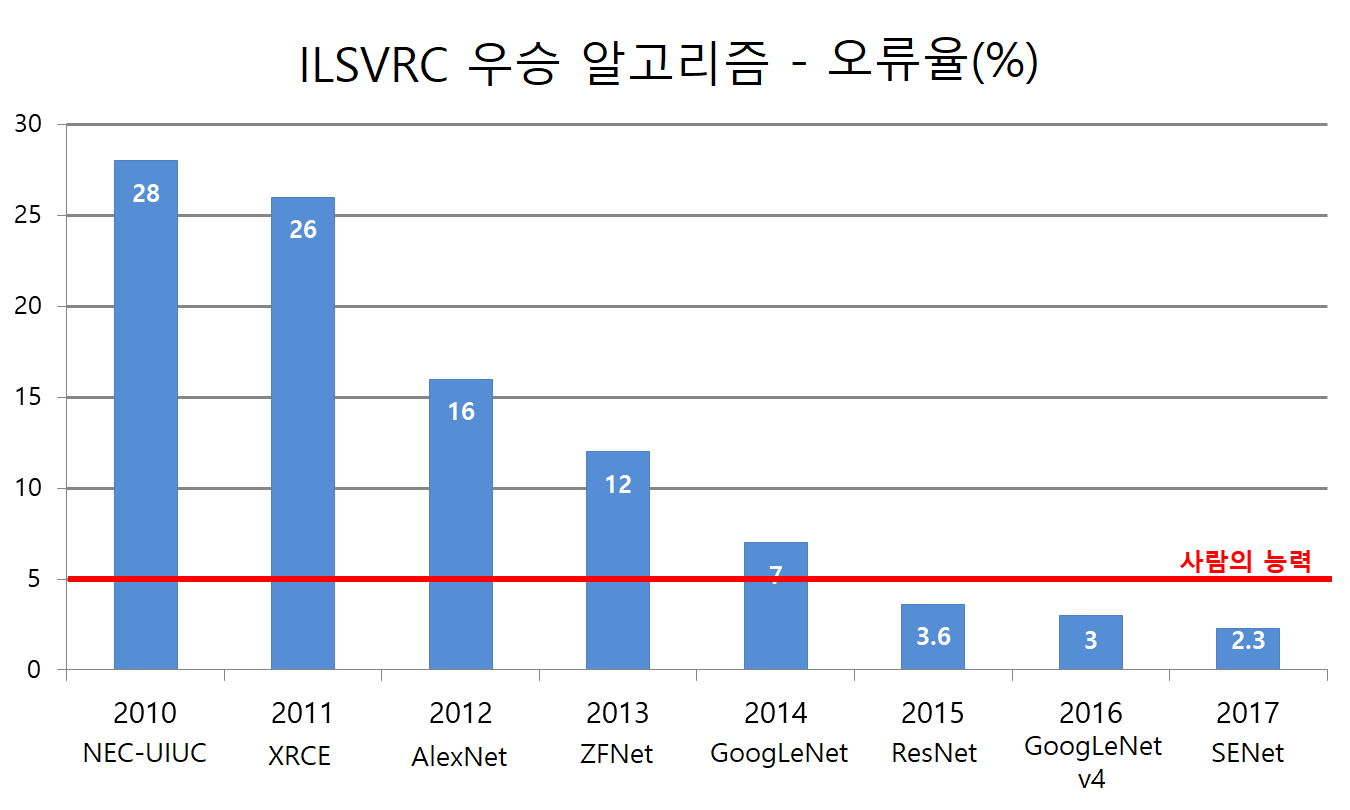 ILSVRC 우승 알고리즘 - 오류율(%)
30
25
20
15
10
5
0
28
26
16
12
7
3.6
3
2.3
사람의 능력
2010
2011
2012
2013
2014
2015
2016
2017
NEC-UIUC
XRCE
AlexNet
ZFNet
GoogLeNet
ResNet
GoogLeNet
v4
SENet